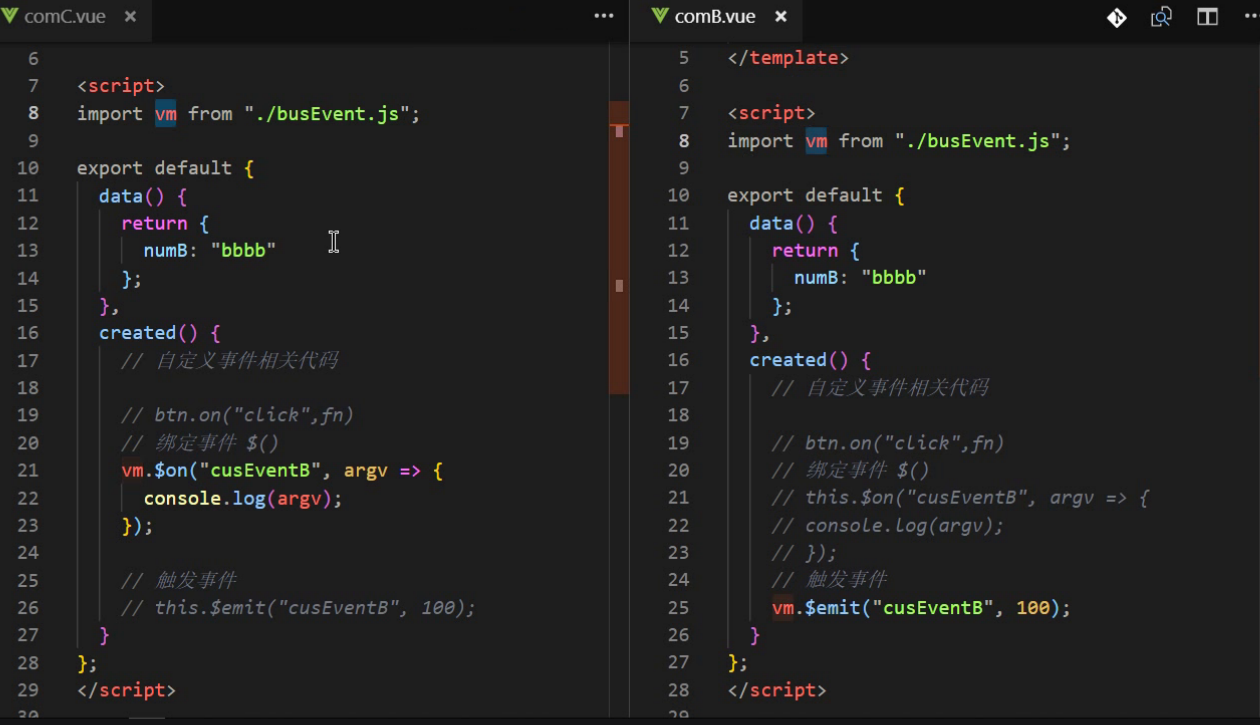 comC.vue ×
6
7 <script>
8 import vm from "./busEvent.js";
9
10 export default {
11 data() {
12 return {
13 numB: "bbbb"
14 };
15 },
16 created() {
17 // 自定义事件相关代码
18
19 // btn.on("click",fn)
20 // 绑定事件 $()
21 vm.$on("cusEventB", argv => {
22 console.log(argv);
23 });
24
25 // 触发事件
26 // this.$emit("cusEventB", 100);
27 }
28 };
29 </script>
30
comB.vue ×
5 </template>
6
7 <script>
8 import vm from "./busEvent.js";
9
10 export default {
11 data() {
12 return {
13 numB: "bbbb"
14 };
15 },
16 created() {
17 // 自定义事件相关代码
18
19 // btn.on("click",fn)
20 // 绑定事件 $()
21 // this.$on("cusEventB", argv => {
22 // console.log(argv);
23 // });
24 // 触发事件
25 vm.$emit("cusEventB", 100);
26 }
27 };
28 </script>
29